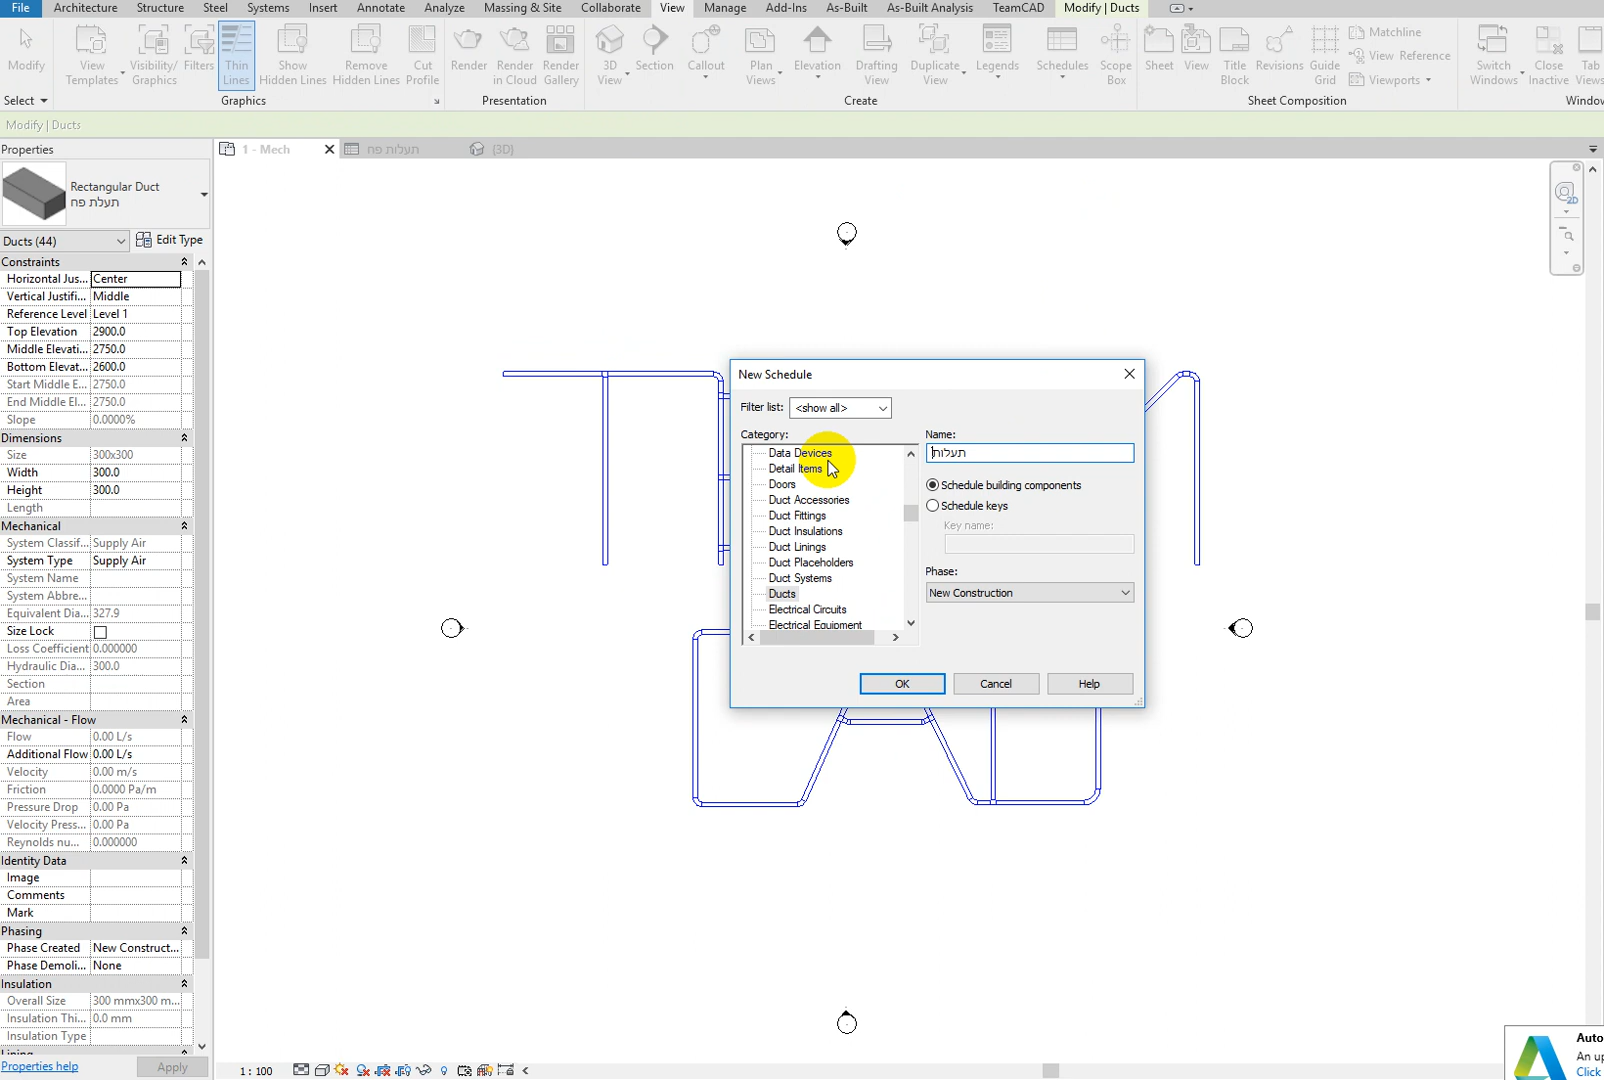 File Architecture Structure Steel Systems Insert Annotate Analyze Massing & Site Collaborate View Manage Add-Ins As-Built As-Built Analysis TeamCAD Modify | Ducts
Modify View Templates Visibility/ Graphics Filters Thin Lines Show Hidden Lines Remove Hidden Lines Cut Profile Render Render in Cloud Render Gallery 3D View Section Callout Plan Views Elevation Drafting View Duplicate View Legends Schedules Scope Box Sheet View Title Block Revisions Guide Grid Matchline View Reference Viewports Switch Windows Close Inactive Tab Views
Select Graphics Presentation Create Sheet Composition Windo
Modify | Ducts
Properties
1 - Mech
תעלות פח
{3D}
Rectangular Duct
תעלת פח
Ducts (44) Edit Type
Constraints
Horizontal Jus... Center
Vertical Justifi... Middle
Reference Level Level 1
Top Elevation 2900.0
Middle Elevati... 2750.0
Bottom Elevat... 2600.0
Start Middle E... 2750.0
End Middle El... 2750.0
Slope 0.0000%
Dimensions
Size 300x300
Width 300.0
Height 300.0
Length
Mechanical
System Classif... Supply Air
System Type Supply Air
System Name
System Abbre...
Equivalent Dia... 327.9
Size Lock
Loss Coefficient 0.000000
Hydraulic Dia... 300.0
Section
Area
Mechanical - Flow
Flow 0.00 L/s
Additional Flow 0.00 L/s
Velocity 0.00 m/s
Friction 0.0000 Pa/m
Pressure Drop 0.00 Pa
Velocity Press... 0.00 Pa
Reynolds nu... 0.000000
Identity Data
Image
Comments
Mark
Phasing
Phase Created New Construct...
Phase Demoli... None
Insulation
Overall Size 300 mmx300 m...
Insulation Thi... 0.0 mm
Insulation Type
Lining
Properties help Apply
New Schedule
Filter list: <show all>
Category:
Data Devices
Detail Items
Doors
Duct Accessories
Duct Fittings
Duct Insulations
Duct Linings
Duct Placeholders
Duct Systems
Ducts
Electrical Circuits
Electrical Equipment
Name:
תעלות
Schedule building components
Schedule keys
Key name:
Phase:
New Construction
OK Cancel Help
2D
1 : 100
Auto
An up
Click